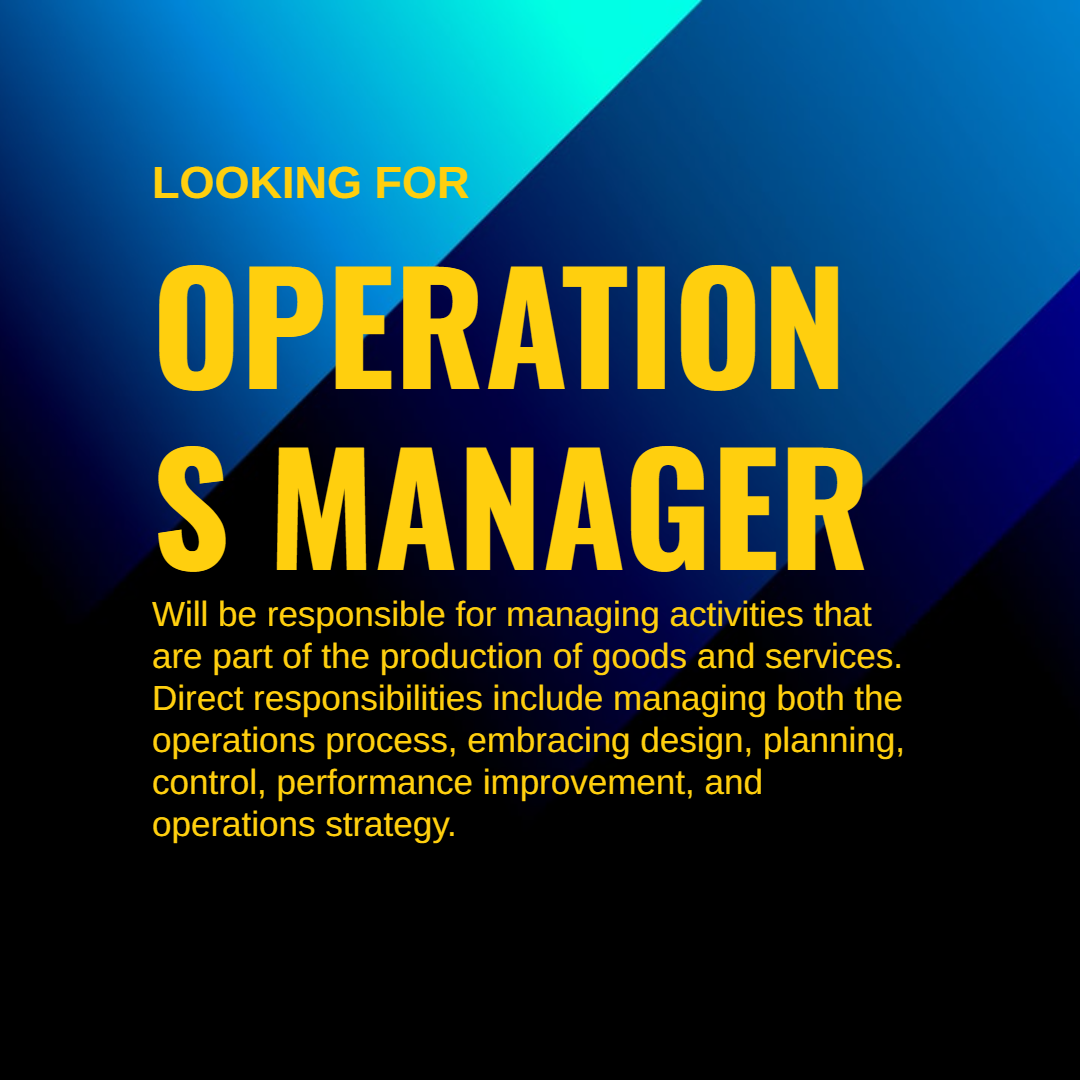 LOOKING FOR
OPERATION
S MANAGER
Will be responsible for managing activities that
are part of the production of goods and services.
Direct responsibilities include managing both the
operations process, embracing design, planning,
control, performance improvement, and
operations strategy.